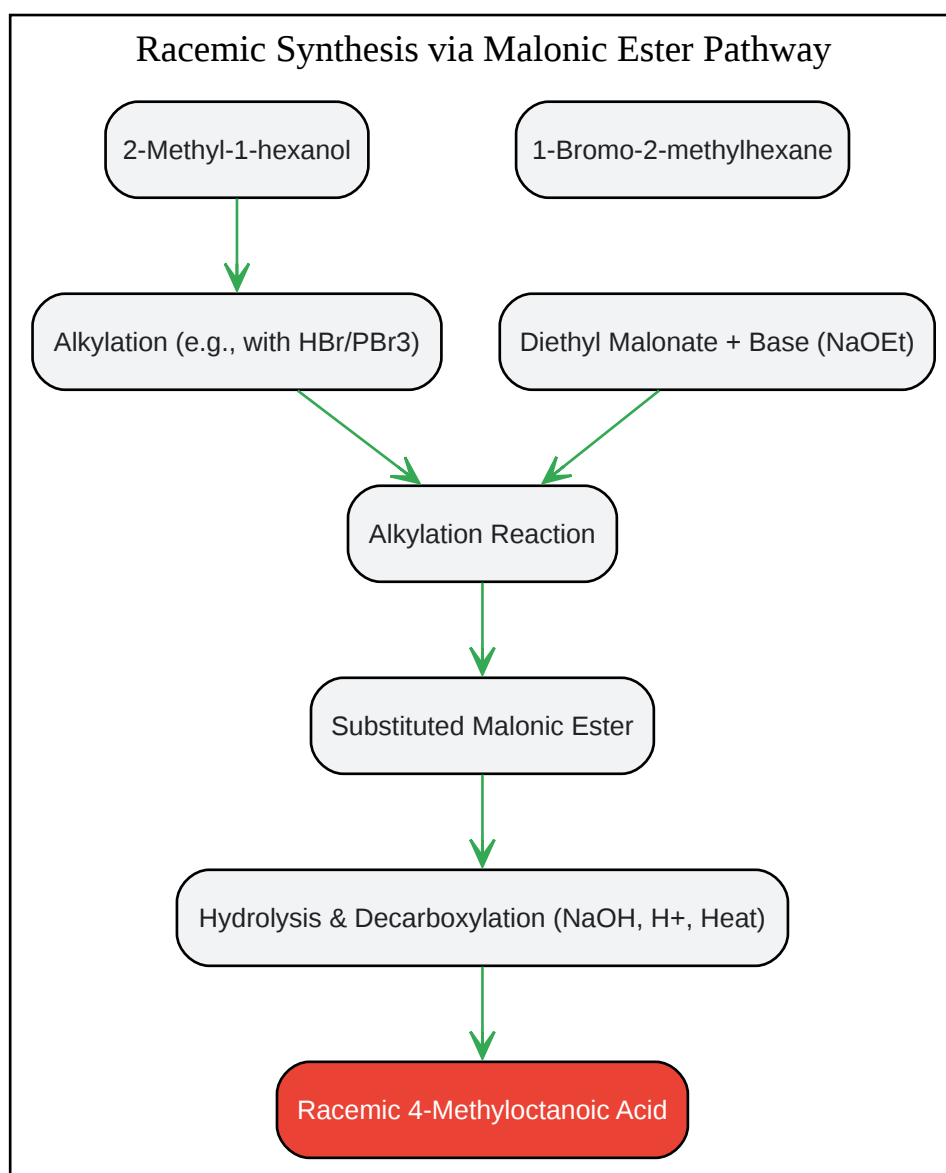 Racemic Synthesis via Malonic Ester Pathway
2-Methyl-1-hexanol
1-Bromo-2-methylhexane
Alkylation (e.g., with HBr/PBr3)
Diethyl Malonate + Base (NaOEt)
Alkylation Reaction
Substituted Malonic Ester
Hydrolysis & Decarboxylation (NaOH, H+, Heat)
Racemic 4-Methyloctanoic Acid